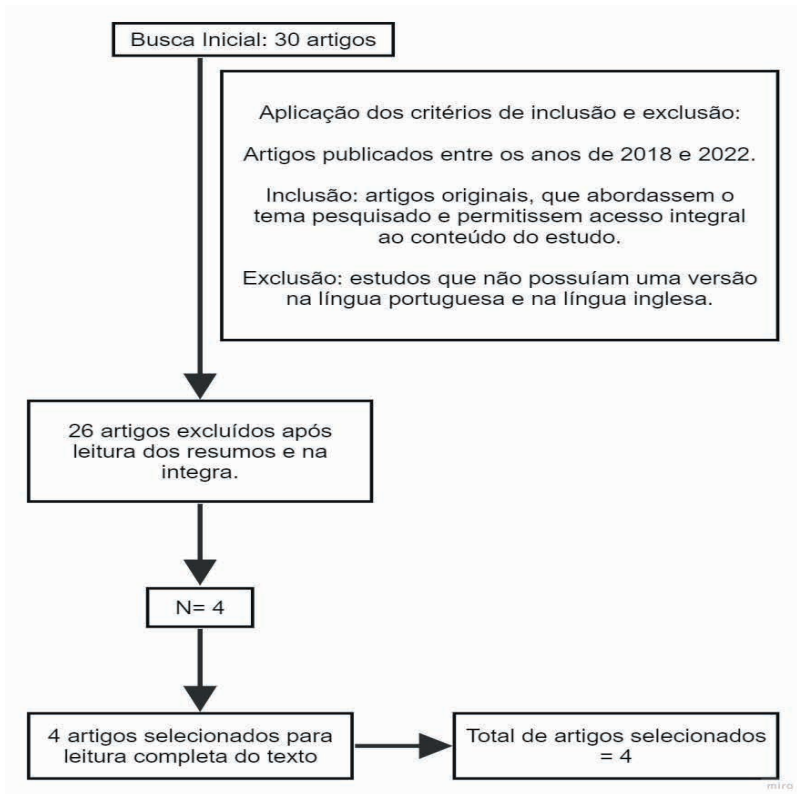 Busca Inicial: 30 artigos
Aplicação dos critérios de inclusão e exclusão:
Artigos publicados entre os anos de 2018 e 2022.
Inclusão: artigos originais, que abordassem o
tema pesquisado e permitissem acesso integral
ao conteúdo do estudo.
Exclusão: estudos que não possuíam uma versão
na língua portuguesa e na língua inglesa.
26 artigos excluídos após
leitura dos resumos e na
integra.
N= 4
4 artigos selecionados para
leitura completa do texto
Total de artigos selecionados
= 4
miro